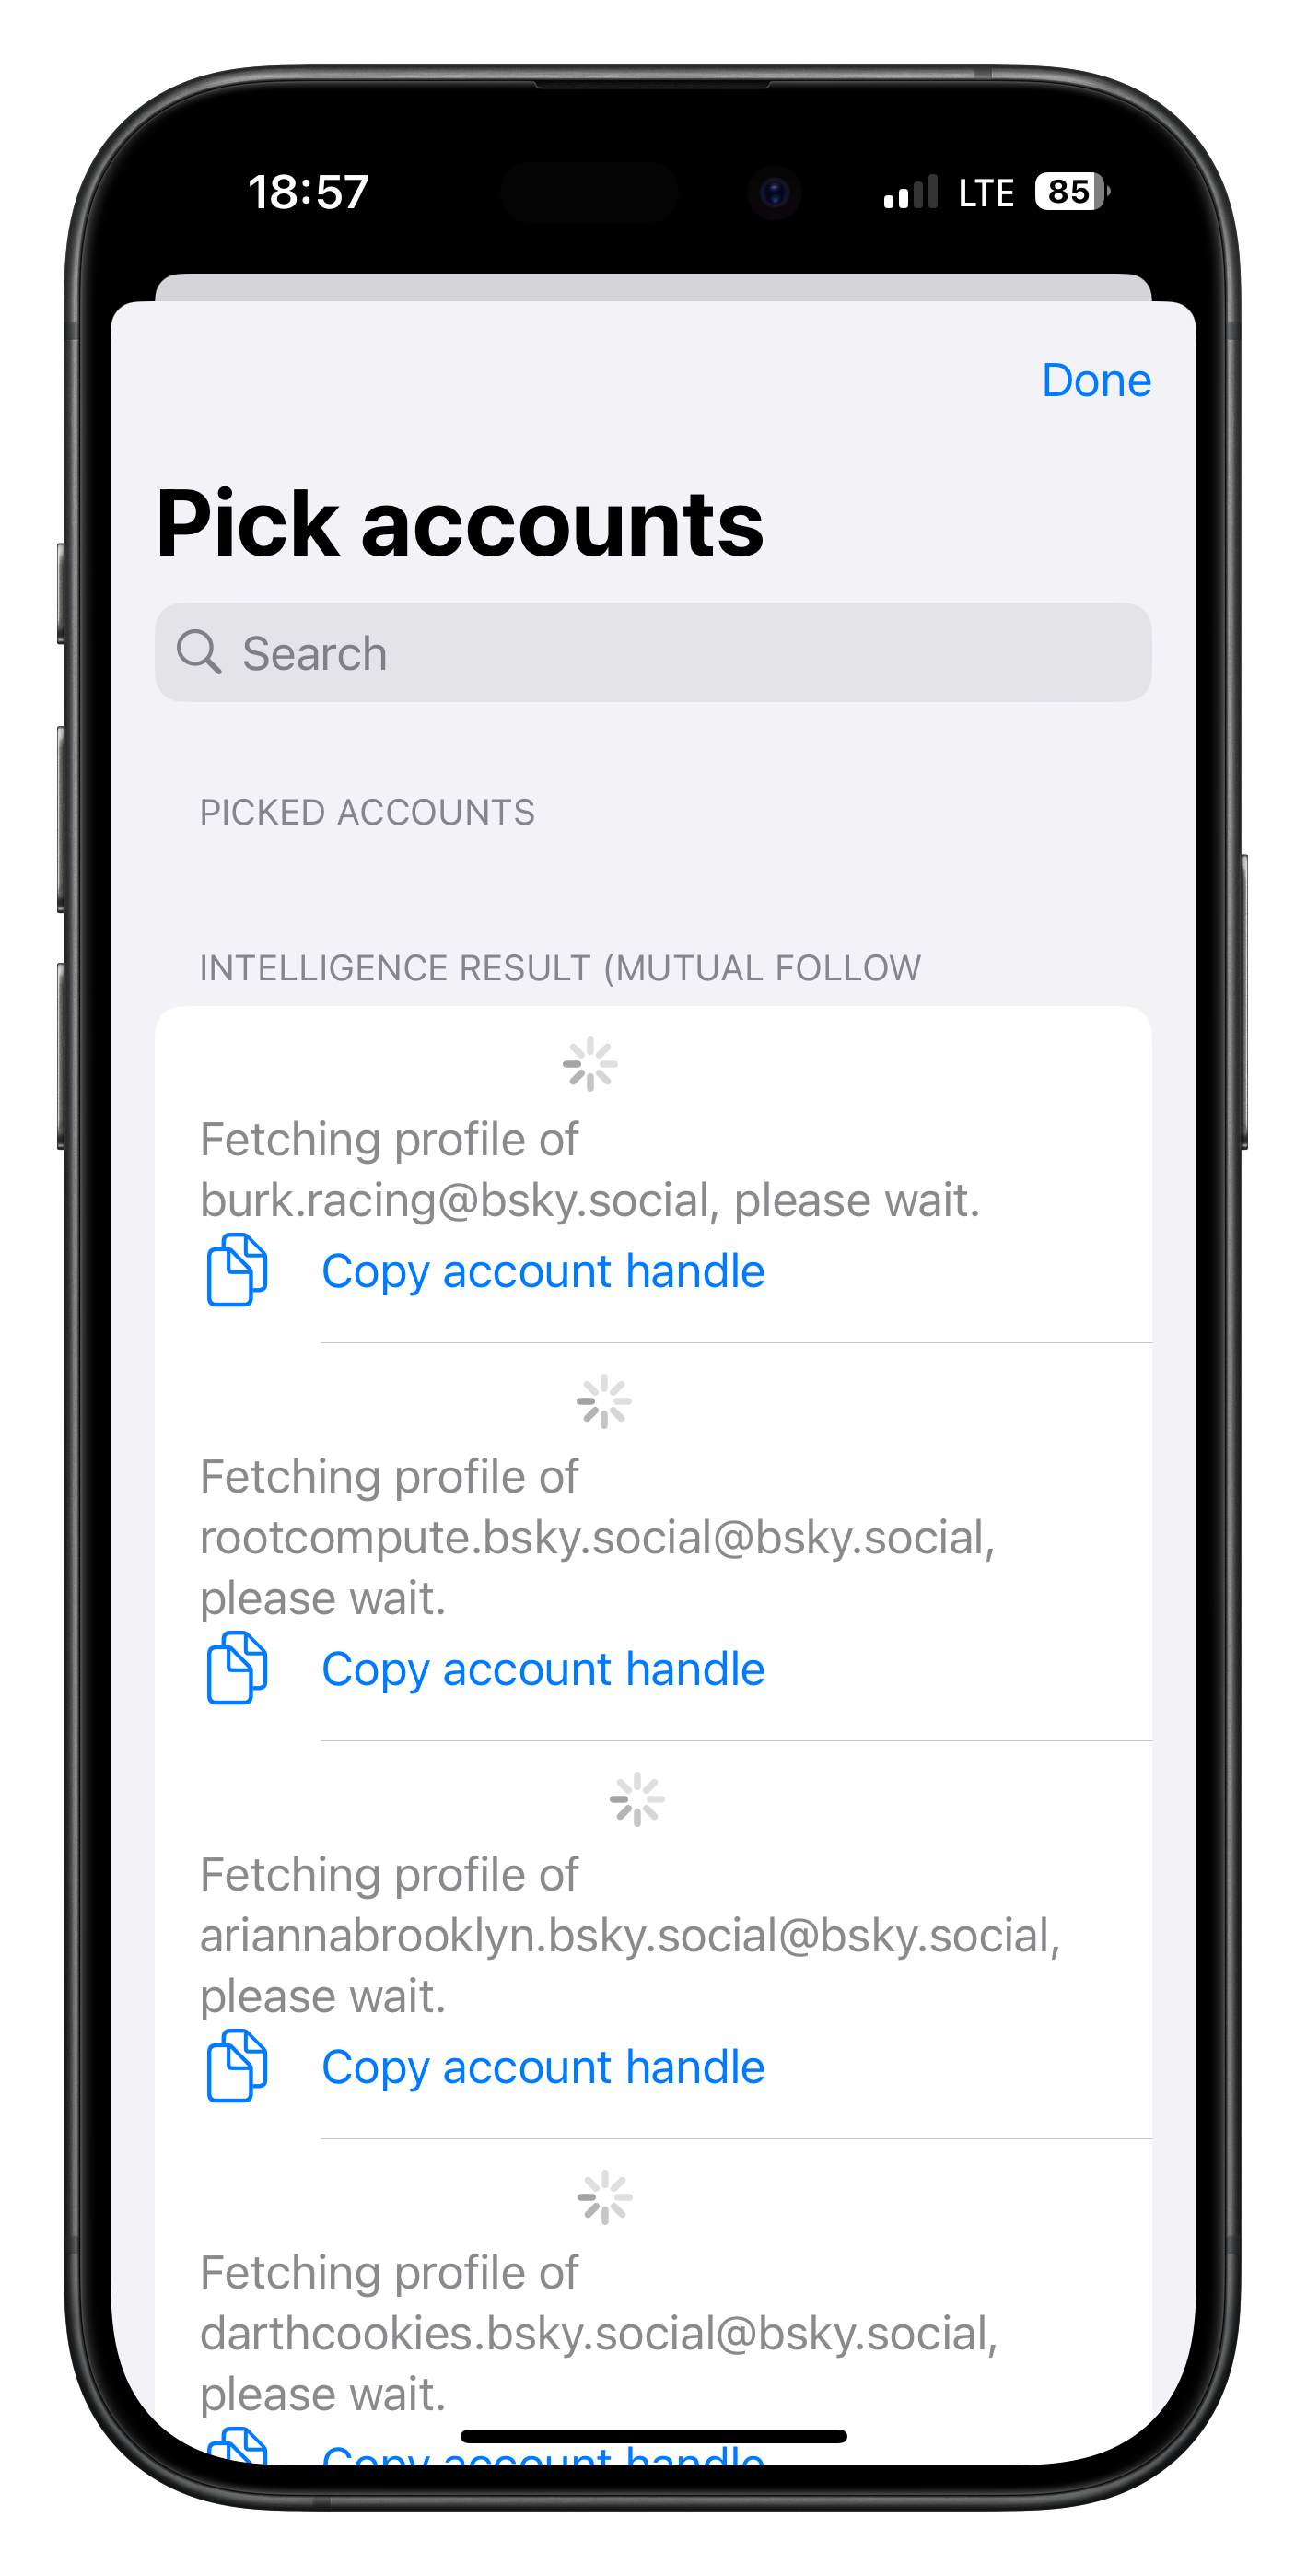 18:57
LTE 85
Done
Pick accounts
Search
PICKED ACCOUNTS
INTELLIGENCE RESULT (MUTUAL FOLLOW
Fetching profile of
burk.racing@bsky.social, please wait.
Copy account handle
Fetching profile of
rootcompute.bsky.social@bsky.social,
please wait.
Copy account handle
Fetching profile of
ariannabrooklyn.bsky.social@bsky.social,
please wait.
Copy account handle
Fetching profile of
darthcookies.bsky.social@bsky.social,
please wait.
Copy account handle